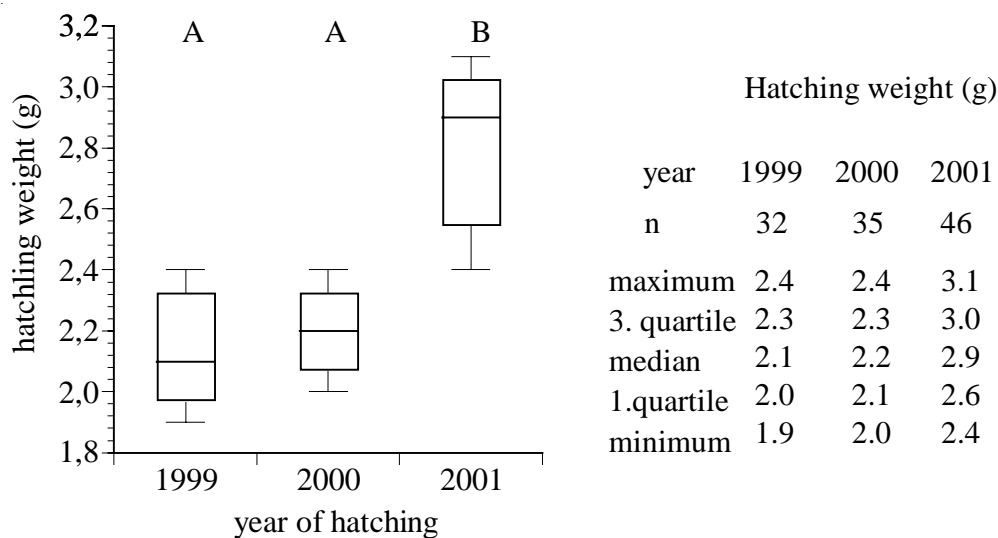 3,2
3,0
2,8
2,6
2,4
2,2
2,0
1,8
hatchling weight (g)
A A B
1999 2000 2001
year of hatching
Hatching weight (g)
year 1999 2000 2001
n 32 35 46
maximum 2.4 2.4 3.1
3. quartile 2.3 2.3 3.0
median 2.1 2.2 2.9
1.quartile 2.0 2.1 2.6
minimum 1.9 2.0 2.4